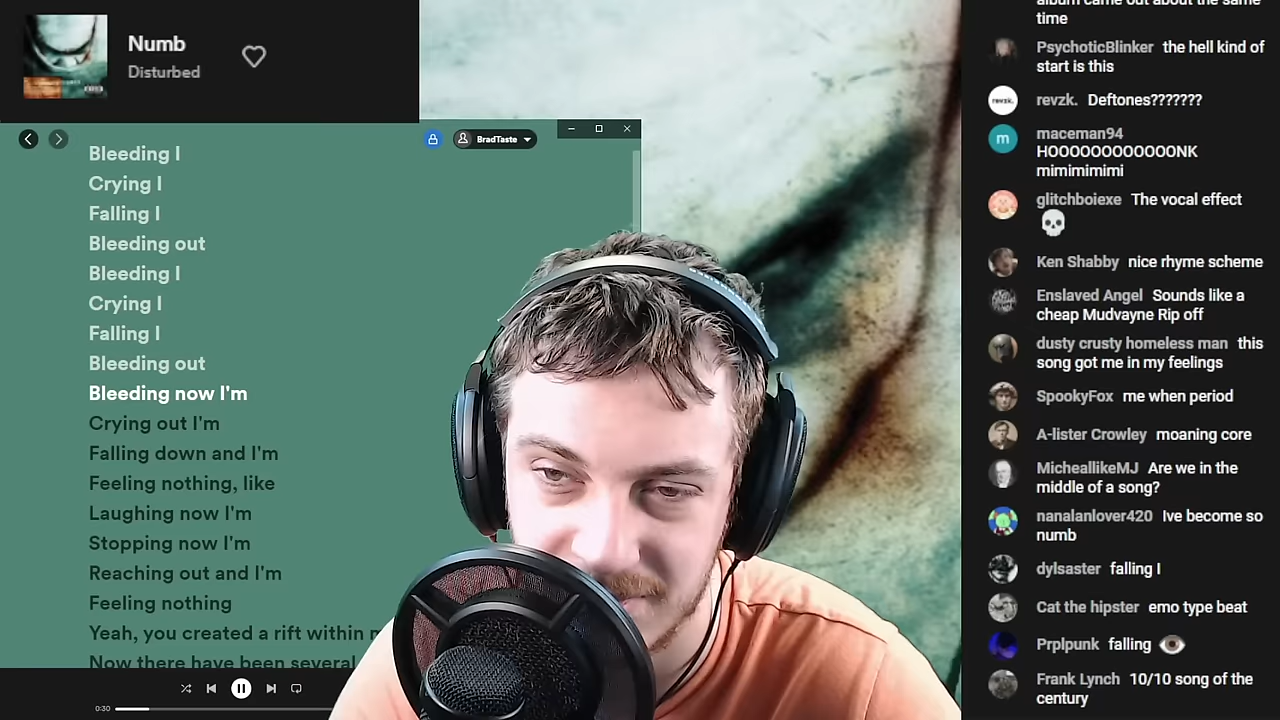 Numb
Disturbed
BradTaste
Bleeding I
Crying I
Falling I
Bleeding out
Bleeding I
Crying I
Falling I
Bleeding out
Bleeding now I'm
Crying out I'm
Falling down and I'm
Feeling nothing, like
Laughing now I'm
Stopping now I'm
Reaching out and I'm
Feeling nothing
Yeah, you created a rift within
Now there have been several
0:30
album came out about the same
time
PsychoticBlinker the hell kind of
start is this
revzk.
revzk. Deftones???????
m
maceman94
HOOOOOOOOOOOONK
mimimimimi
glitchboiexe The vocal effect
Ken Shabby nice rhyme scheme
Enslaved Angel Sounds like a
cheap Mudvayne Rip off
dusty crusty homeless man this
song got me in my feelings
SpookyFox me when period
A-lister Crowley moaning core
MicheallikeMJ Are we in the
middle of a song?
nanalanlover420 Ive become so
numb
dylsaster falling I
Cat the hipster emo type beat
Prplpunk falling
Frank Lynch 10/10 song of the
century